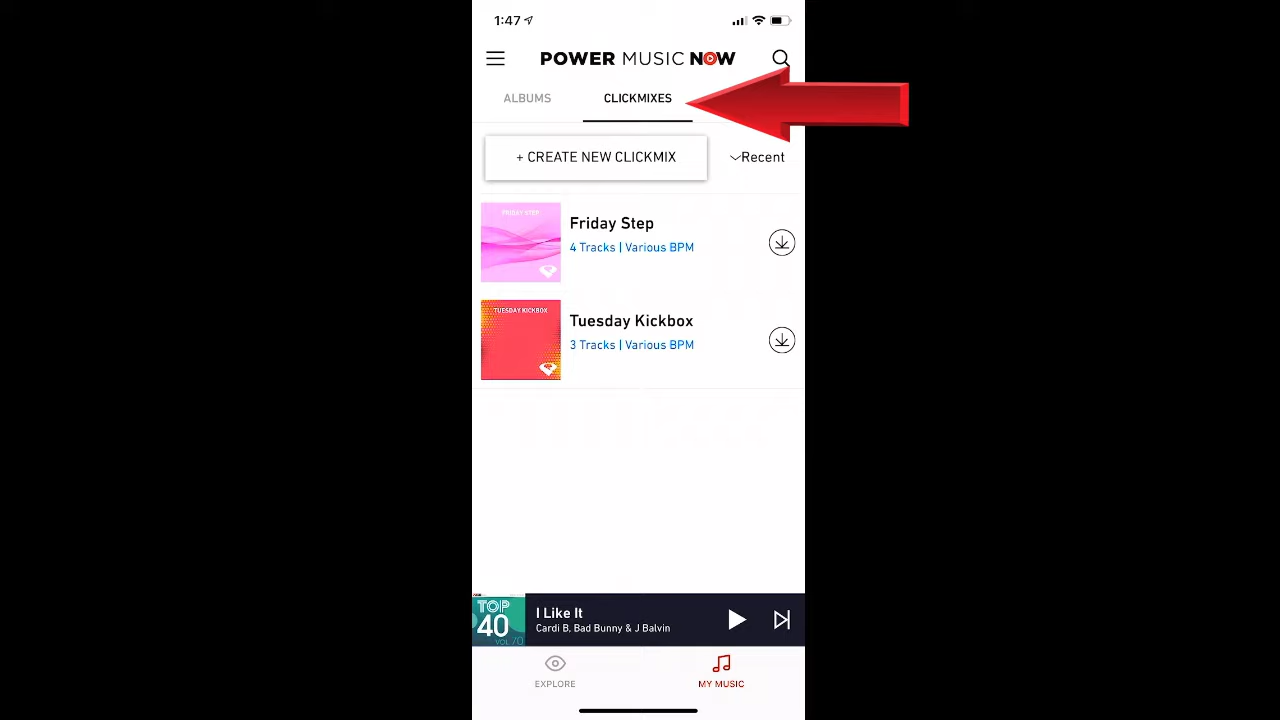 1:47
POWER MUSIC NOW
ALBUMS
CLICKMIXES
+ CREATE NEW CLICKMIX
Recent
FRIDAY STEP
Friday Step
4 Tracks | Various BPM
TUESDAY KICKBOX
Tuesday Kickbox
3 Tracks | Various BPM
TOP
40
I Like It
Cardi B, Bad Bunny & J Balvin
EXPLORE
MY MUSIC